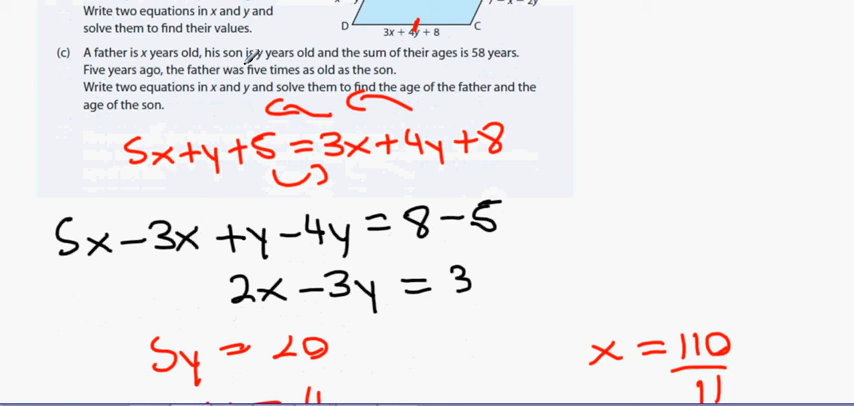 Write two equations in x and y and
solve them to find their values.
D 3x + 4y + 8 C
(c) A father is x years old, his son is y years old and the sum of their ages is 58 years.
Five years ago, the father was five times as old as the son.
Write two equations in x and y and solve them to find the age of the father and the
age of the son.
5x+y+5 = 3x+4y+8
5x-3x +y-4y = 8-5
2x -3y = 3
5y = 20
x = 110
11